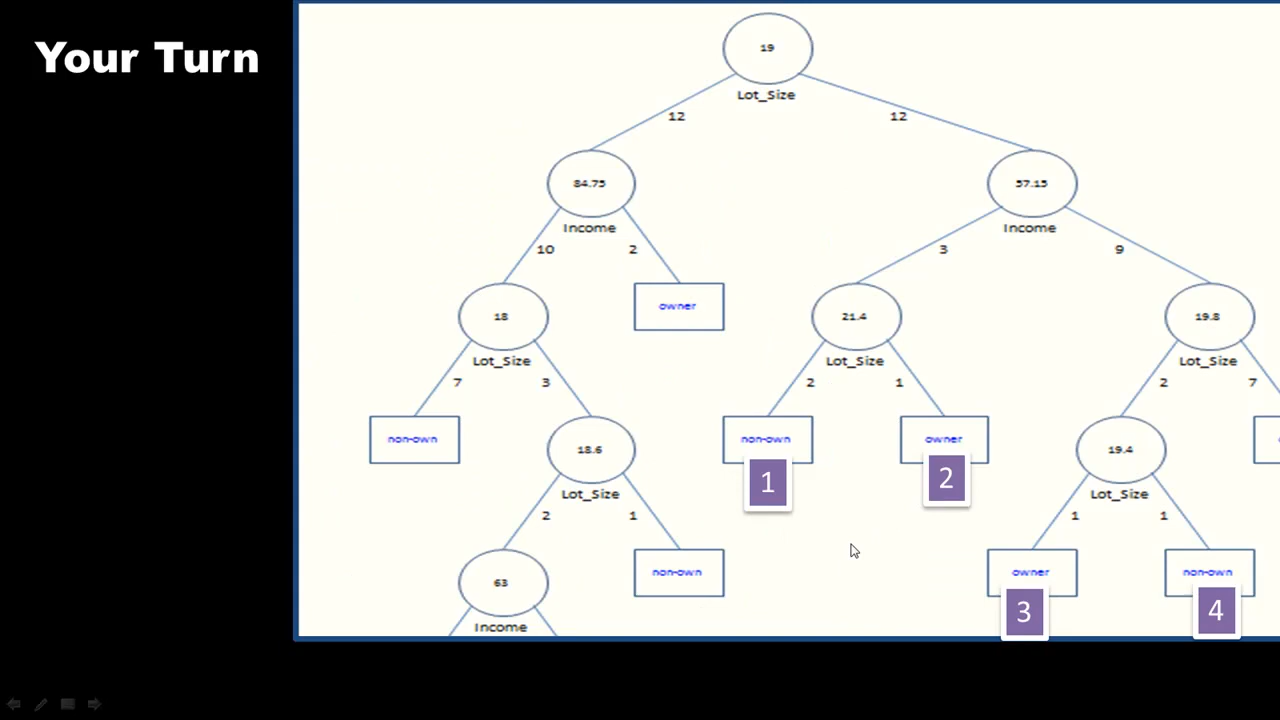 Your Turn
19
Lot_Size
12 12
84.75 57.15
Income Income
10 2 3 9
18 owner 21.4 19.8
Lot_Size Lot_Size Lot_Size
7 3 2 1 2 7
non-own 18.6 non-own owner 19.4
1 2
Lot_Size Lot_Size
2 1 1 1
63 non-own owner non-own
3 4
Income